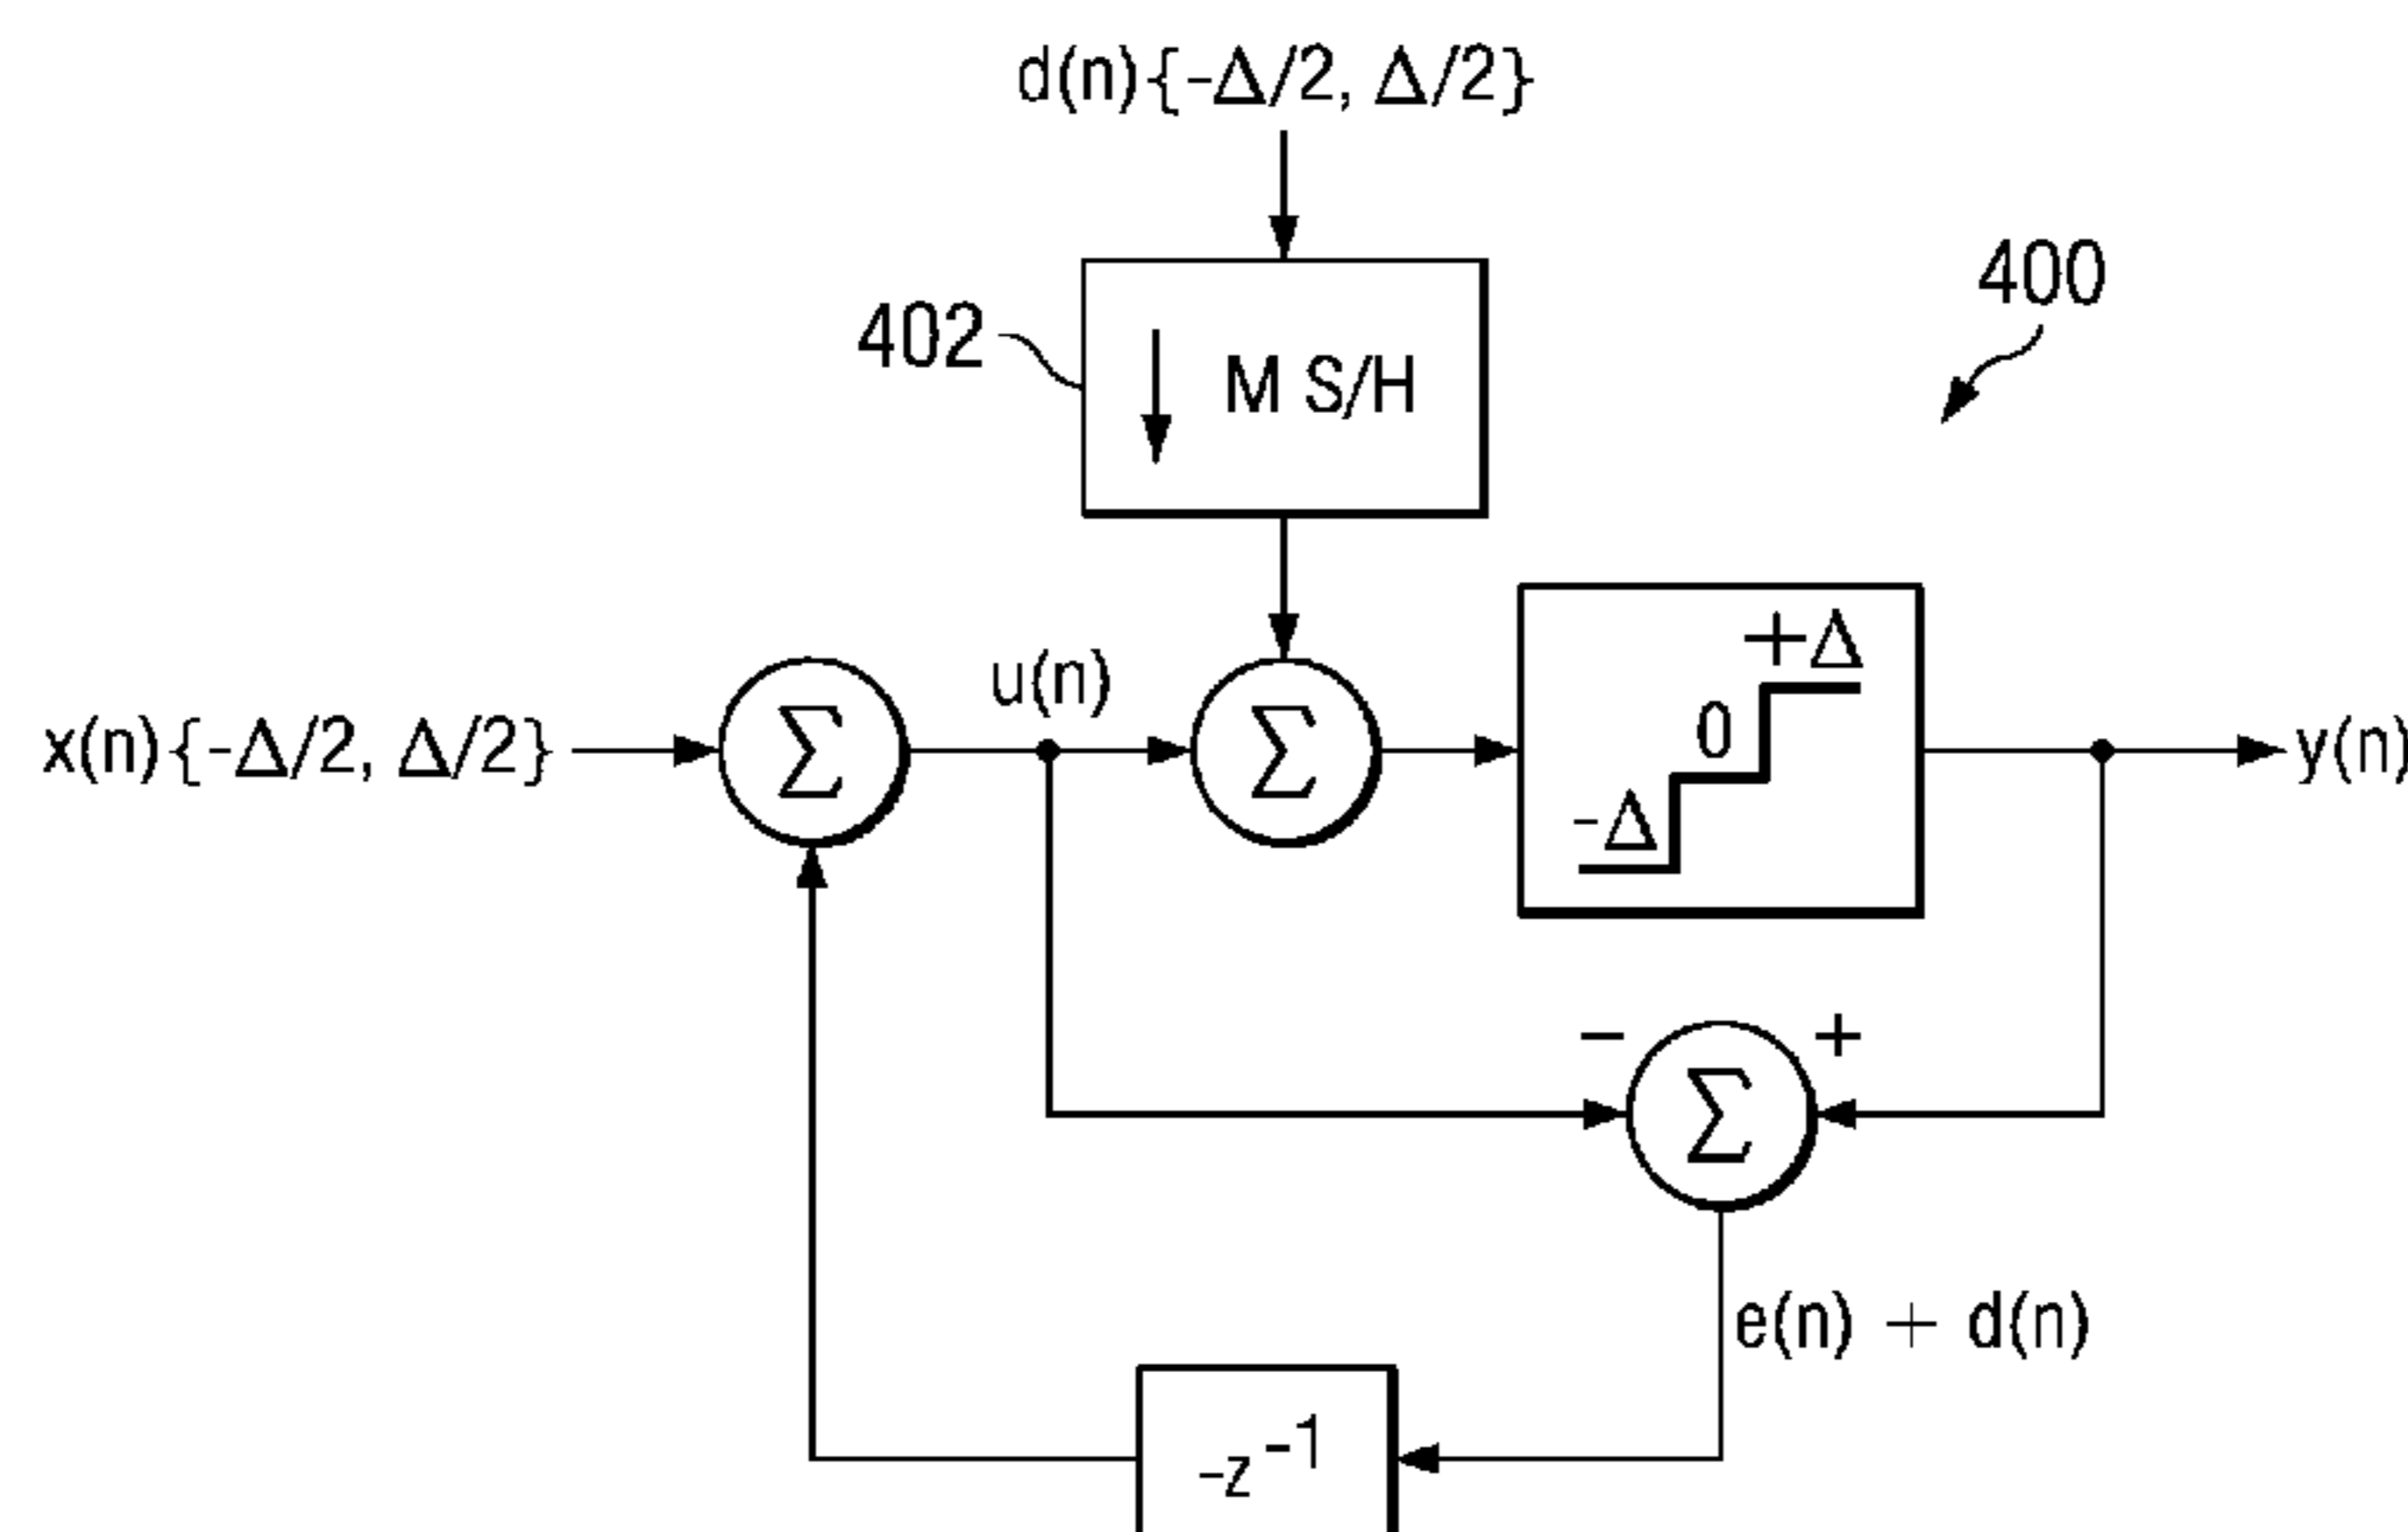 d(n){-Δ/2, Δ/2}
400
402
M S/H
+Δ
0
-Δ
u(n)
x(n){-Δ/2, Δ/2}
Σ
Σ
y(n)
− +
Σ
e(n) + d(n)
-z⁻¹